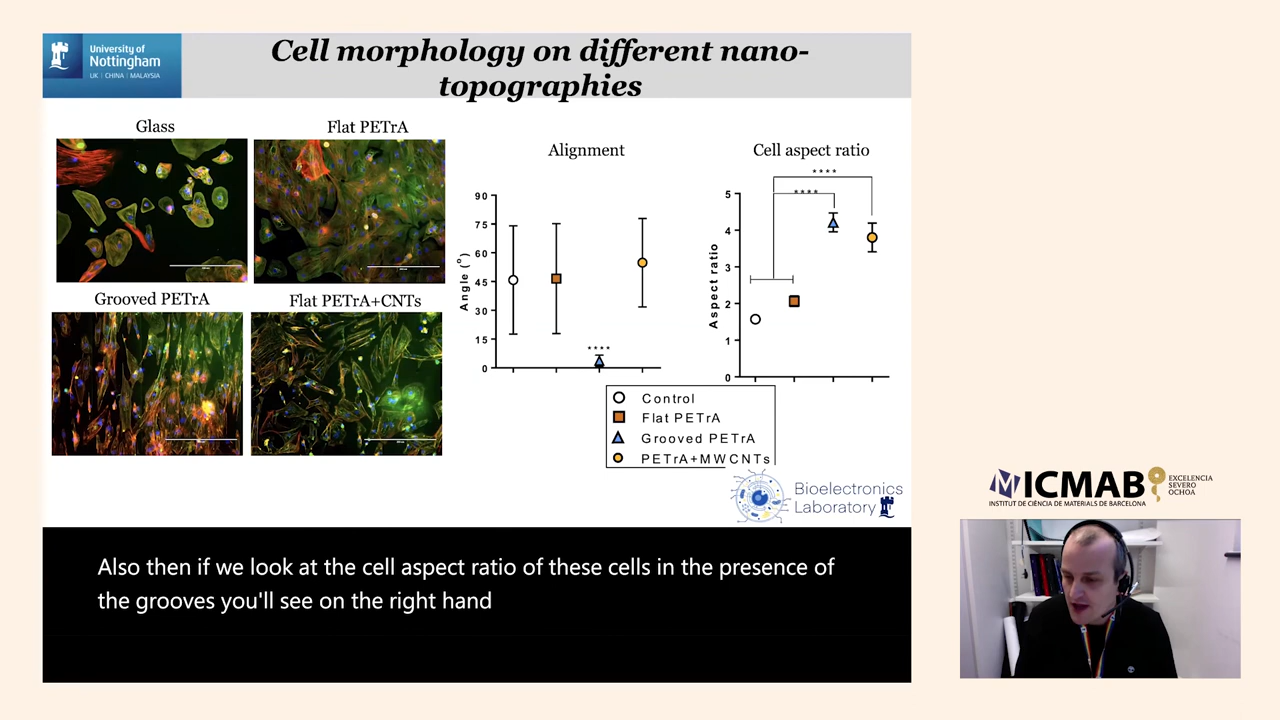 University of
Nottingham
UK | CHINA | MALAYSIA
Cell morphology on different nano-
topographies
Glass
Flat PETrA
Grooved PETrA
Flat PETrA+CNTs
Alignment
90
75
60
45
30
15
0
Angle (°)
****
Cell aspect ratio
****
****
5
4
3
2
1
0
Aspect ratio
Control
Flat PETrA
Grooved PETrA
PETrA+MWCNTs
Bioelectronics
Laboratory
Also then if we look at the cell aspect ratio of these cells in the presence of
the grooves you'll see on the right hand
ICMAB
EXCELENCIA
SEVERO
OCHOA
INSTITUT DE CIÈNCIA DE MATERIALS DE BARCELONA